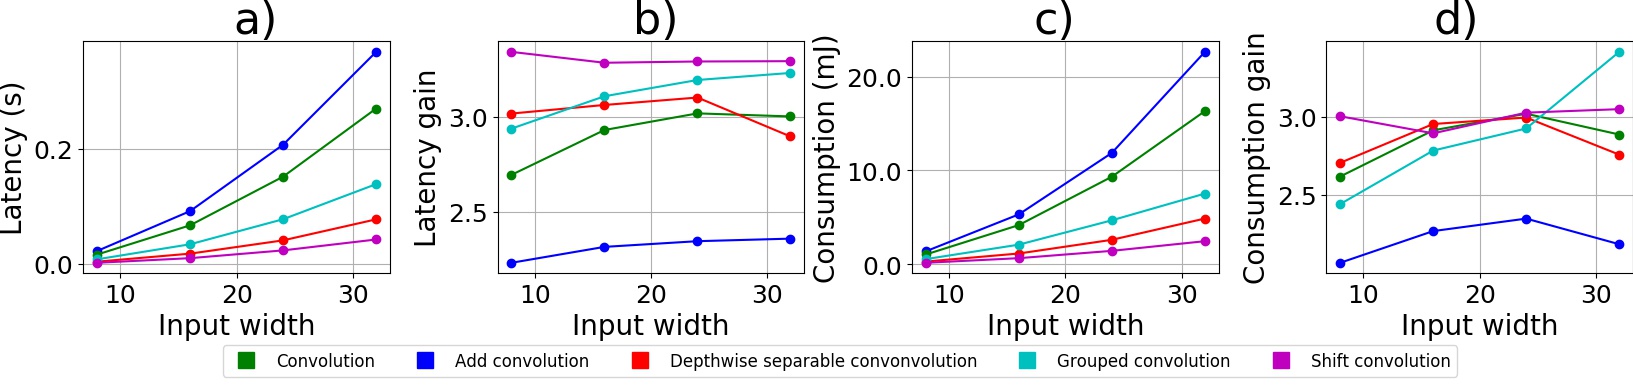 a)
b)
c)
d)
Latency (s)
0.2
0.0
10 20 30
Input width
Latency gain
3.0
2.5
10 20 30
Input width
Consumption (mJ)
20.0
10.0
0.0
10 20 30
Input width
Consumption gain
3.0
2.5
10 20 30
Input width
Convolution Add convolution Depthwise separable convonvolution Grouped convolution Shift convolution